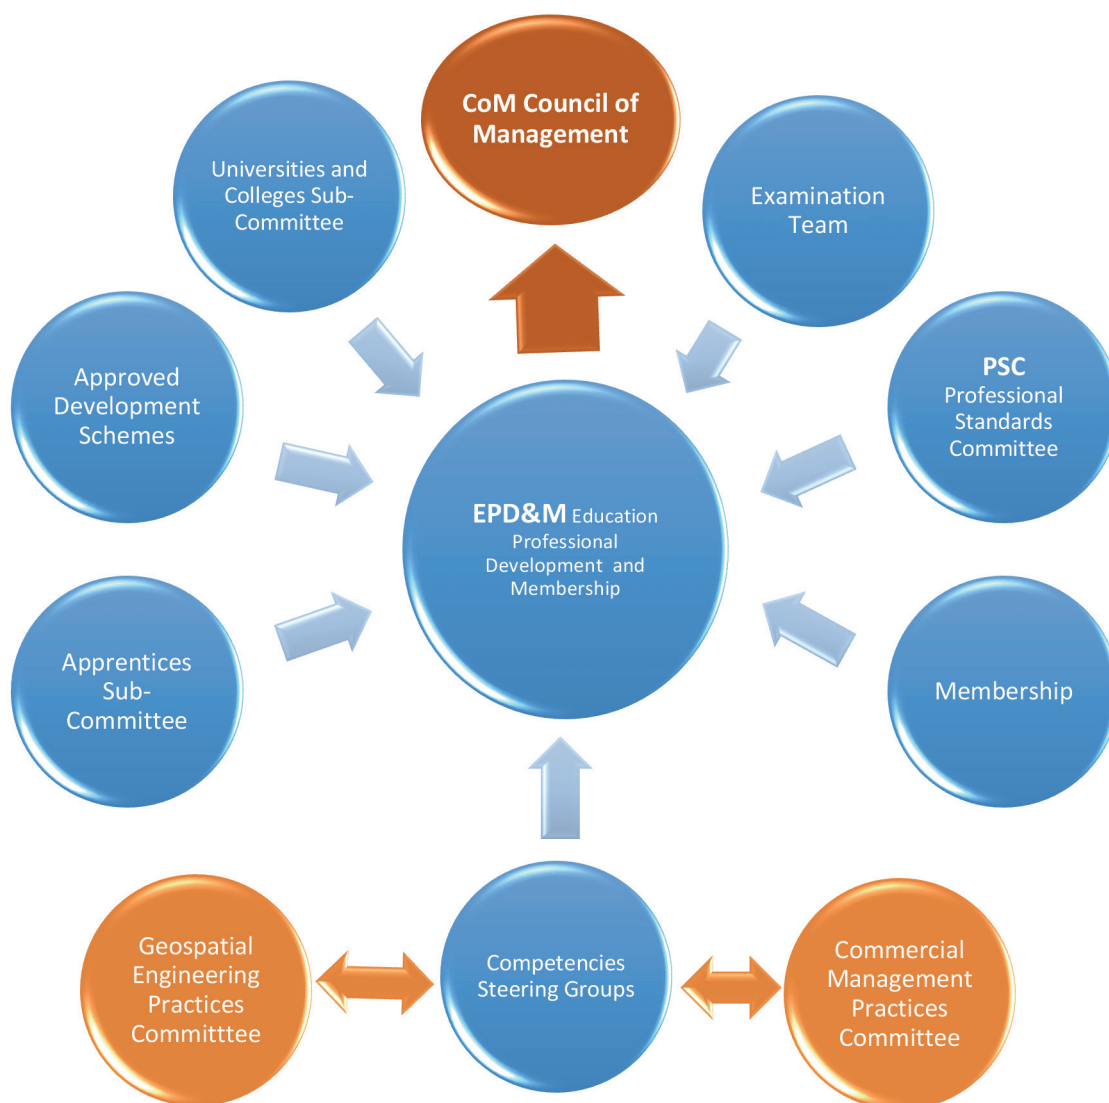 CoM Council of
Management
Universities and
Colleges Sub-
Committee
Examination
Team
Approved
Development
Schemes
PSC
Professional
Standards
Committee
EPD&M Education
Professional
Development and
Membership
Apprentices
Sub-
Committee
Membership
Geospatial
Engineering
Practices
Committtee
Competencies
Steering Groups
Commercial
Management
Practices
Committee